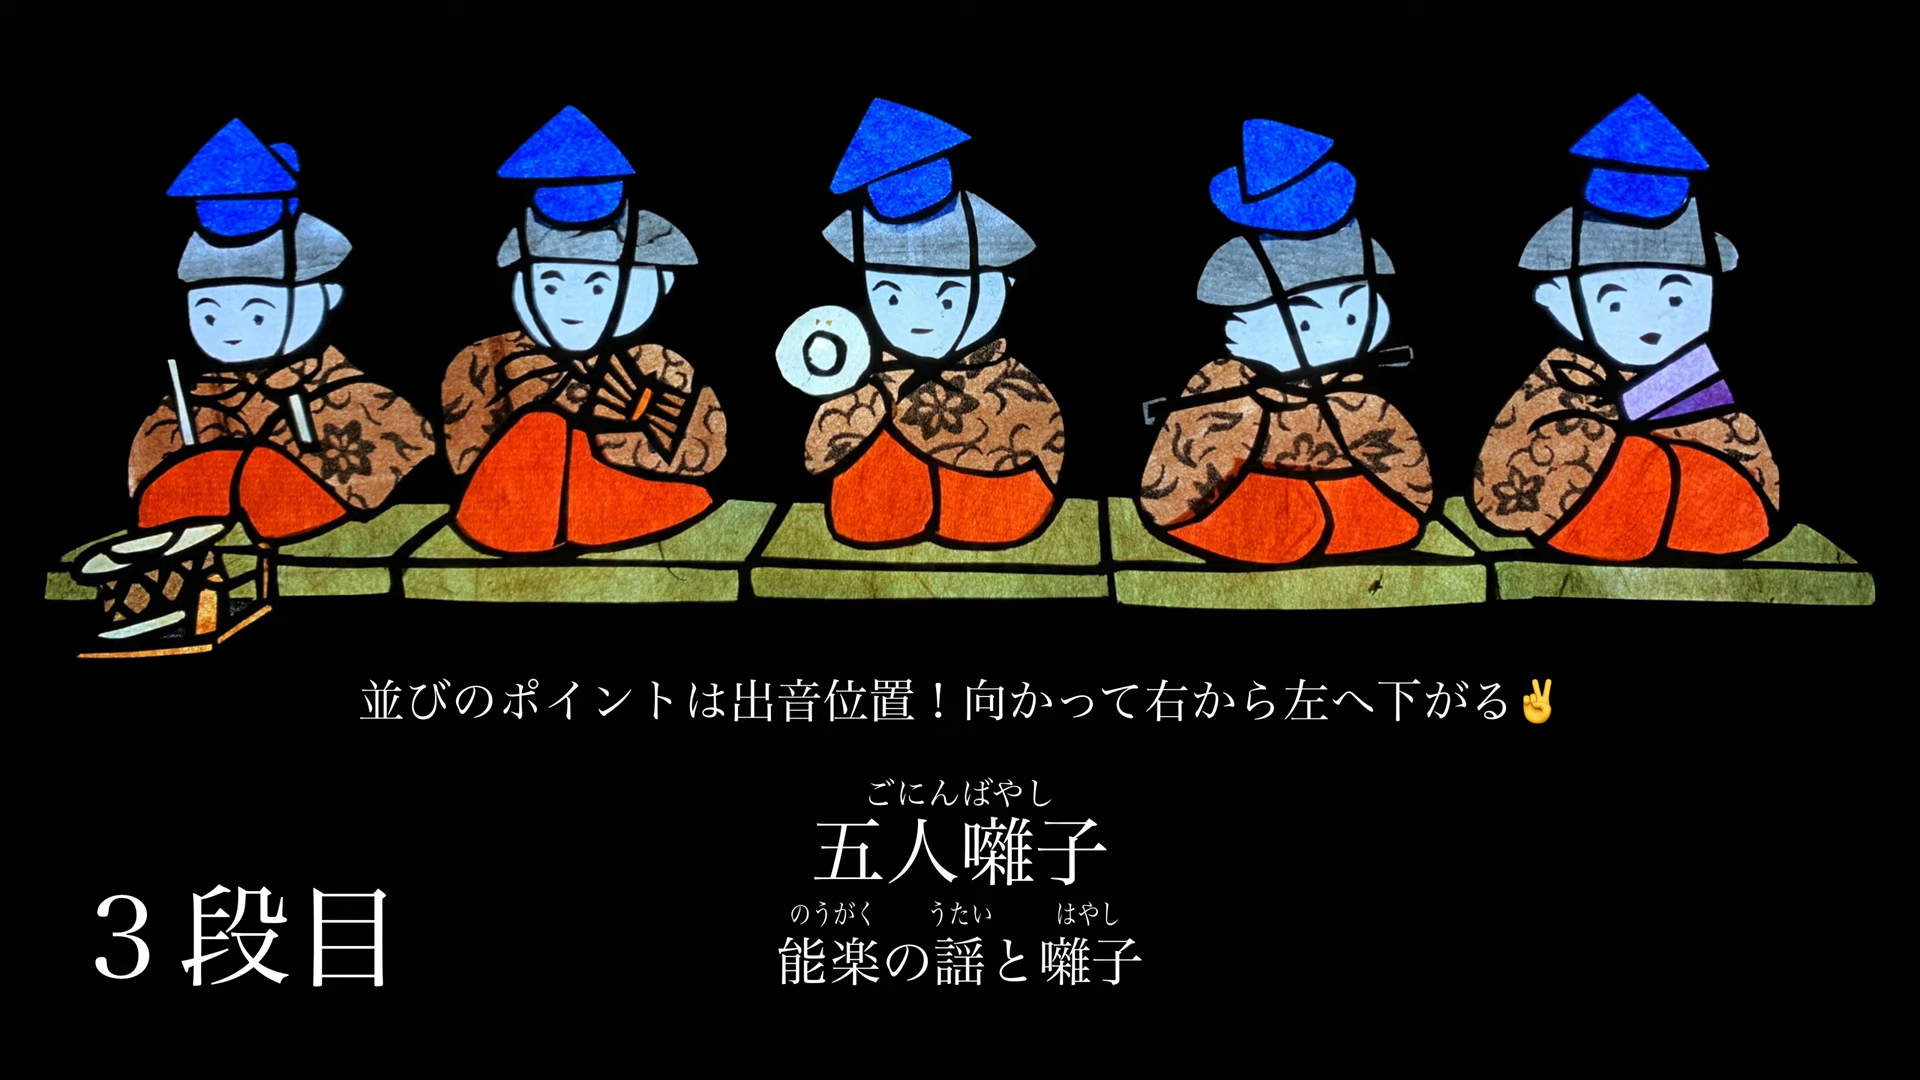 並びのポイントは出音位置！向かって右から左へ下がる✌️
ごにんばやし
五人囃子
のうがく うたい はやし
能楽の謡と囃子
３段目